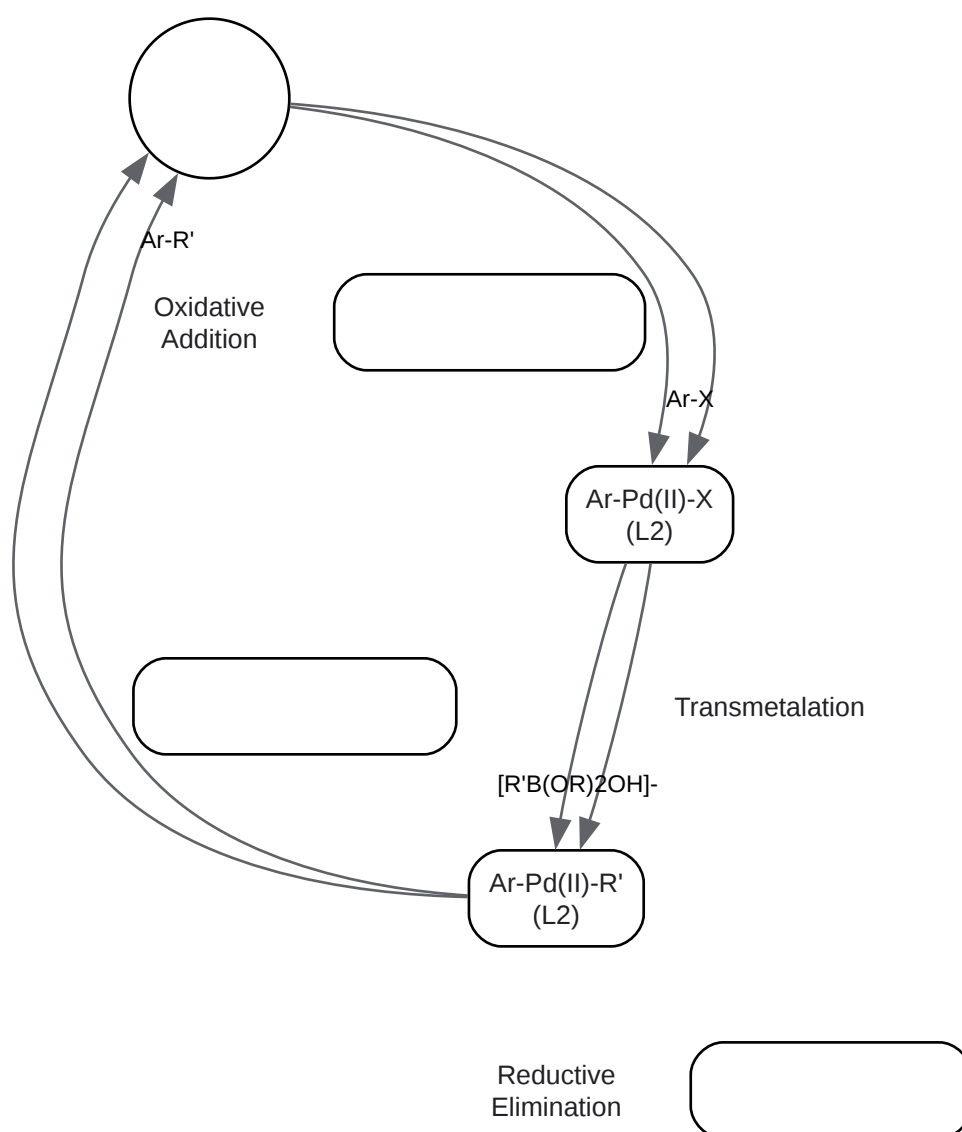 Ar-R'
Oxidative
Addition
Ar-X
Ar-Pd(II)-X
(L2)
Transmetalation
[R'B(OR)2OH]-
Ar-Pd(II)-R'
(L2)
Reductive
Elimination